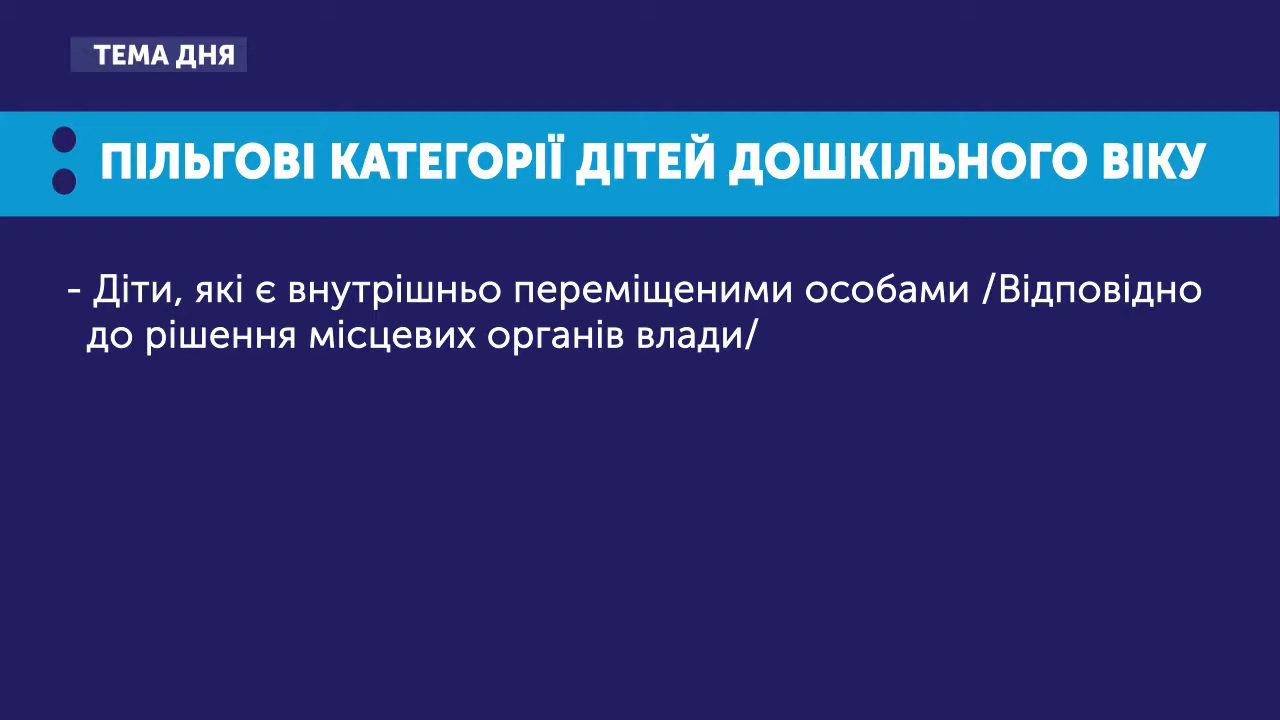 ТЕМА ДНЯ
ПІЛЬГОВІ КАТЕГОРІЇ ДІТЕЙ ДОШКІЛЬНОГО ВІКУ
- Діти, які є внутрішньо переміщеними особами /Відповідно
до рішення місцевих органів влади/